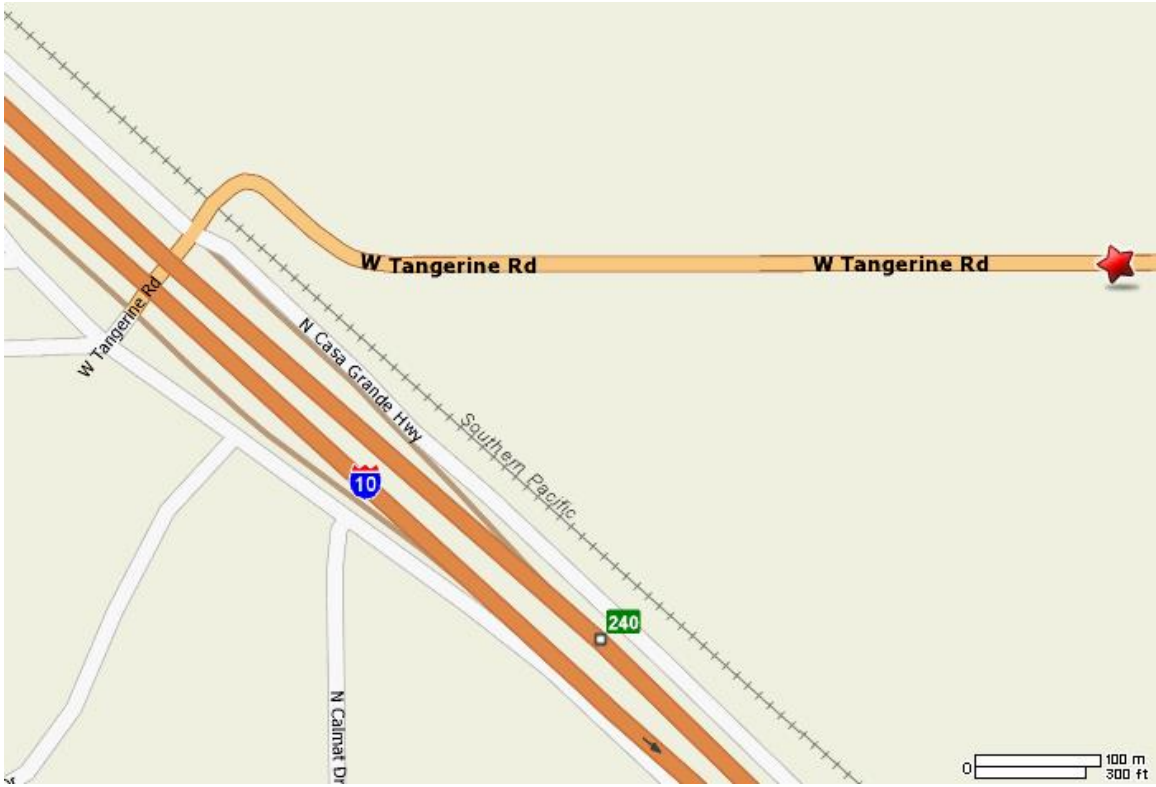 W Tangerine Rd
W Tangerine Rd
W Tangerine Rd
N Casa Grande Hwy
Southern Pacific
10
240
N Calmat Dr
100 m
0
300 ft